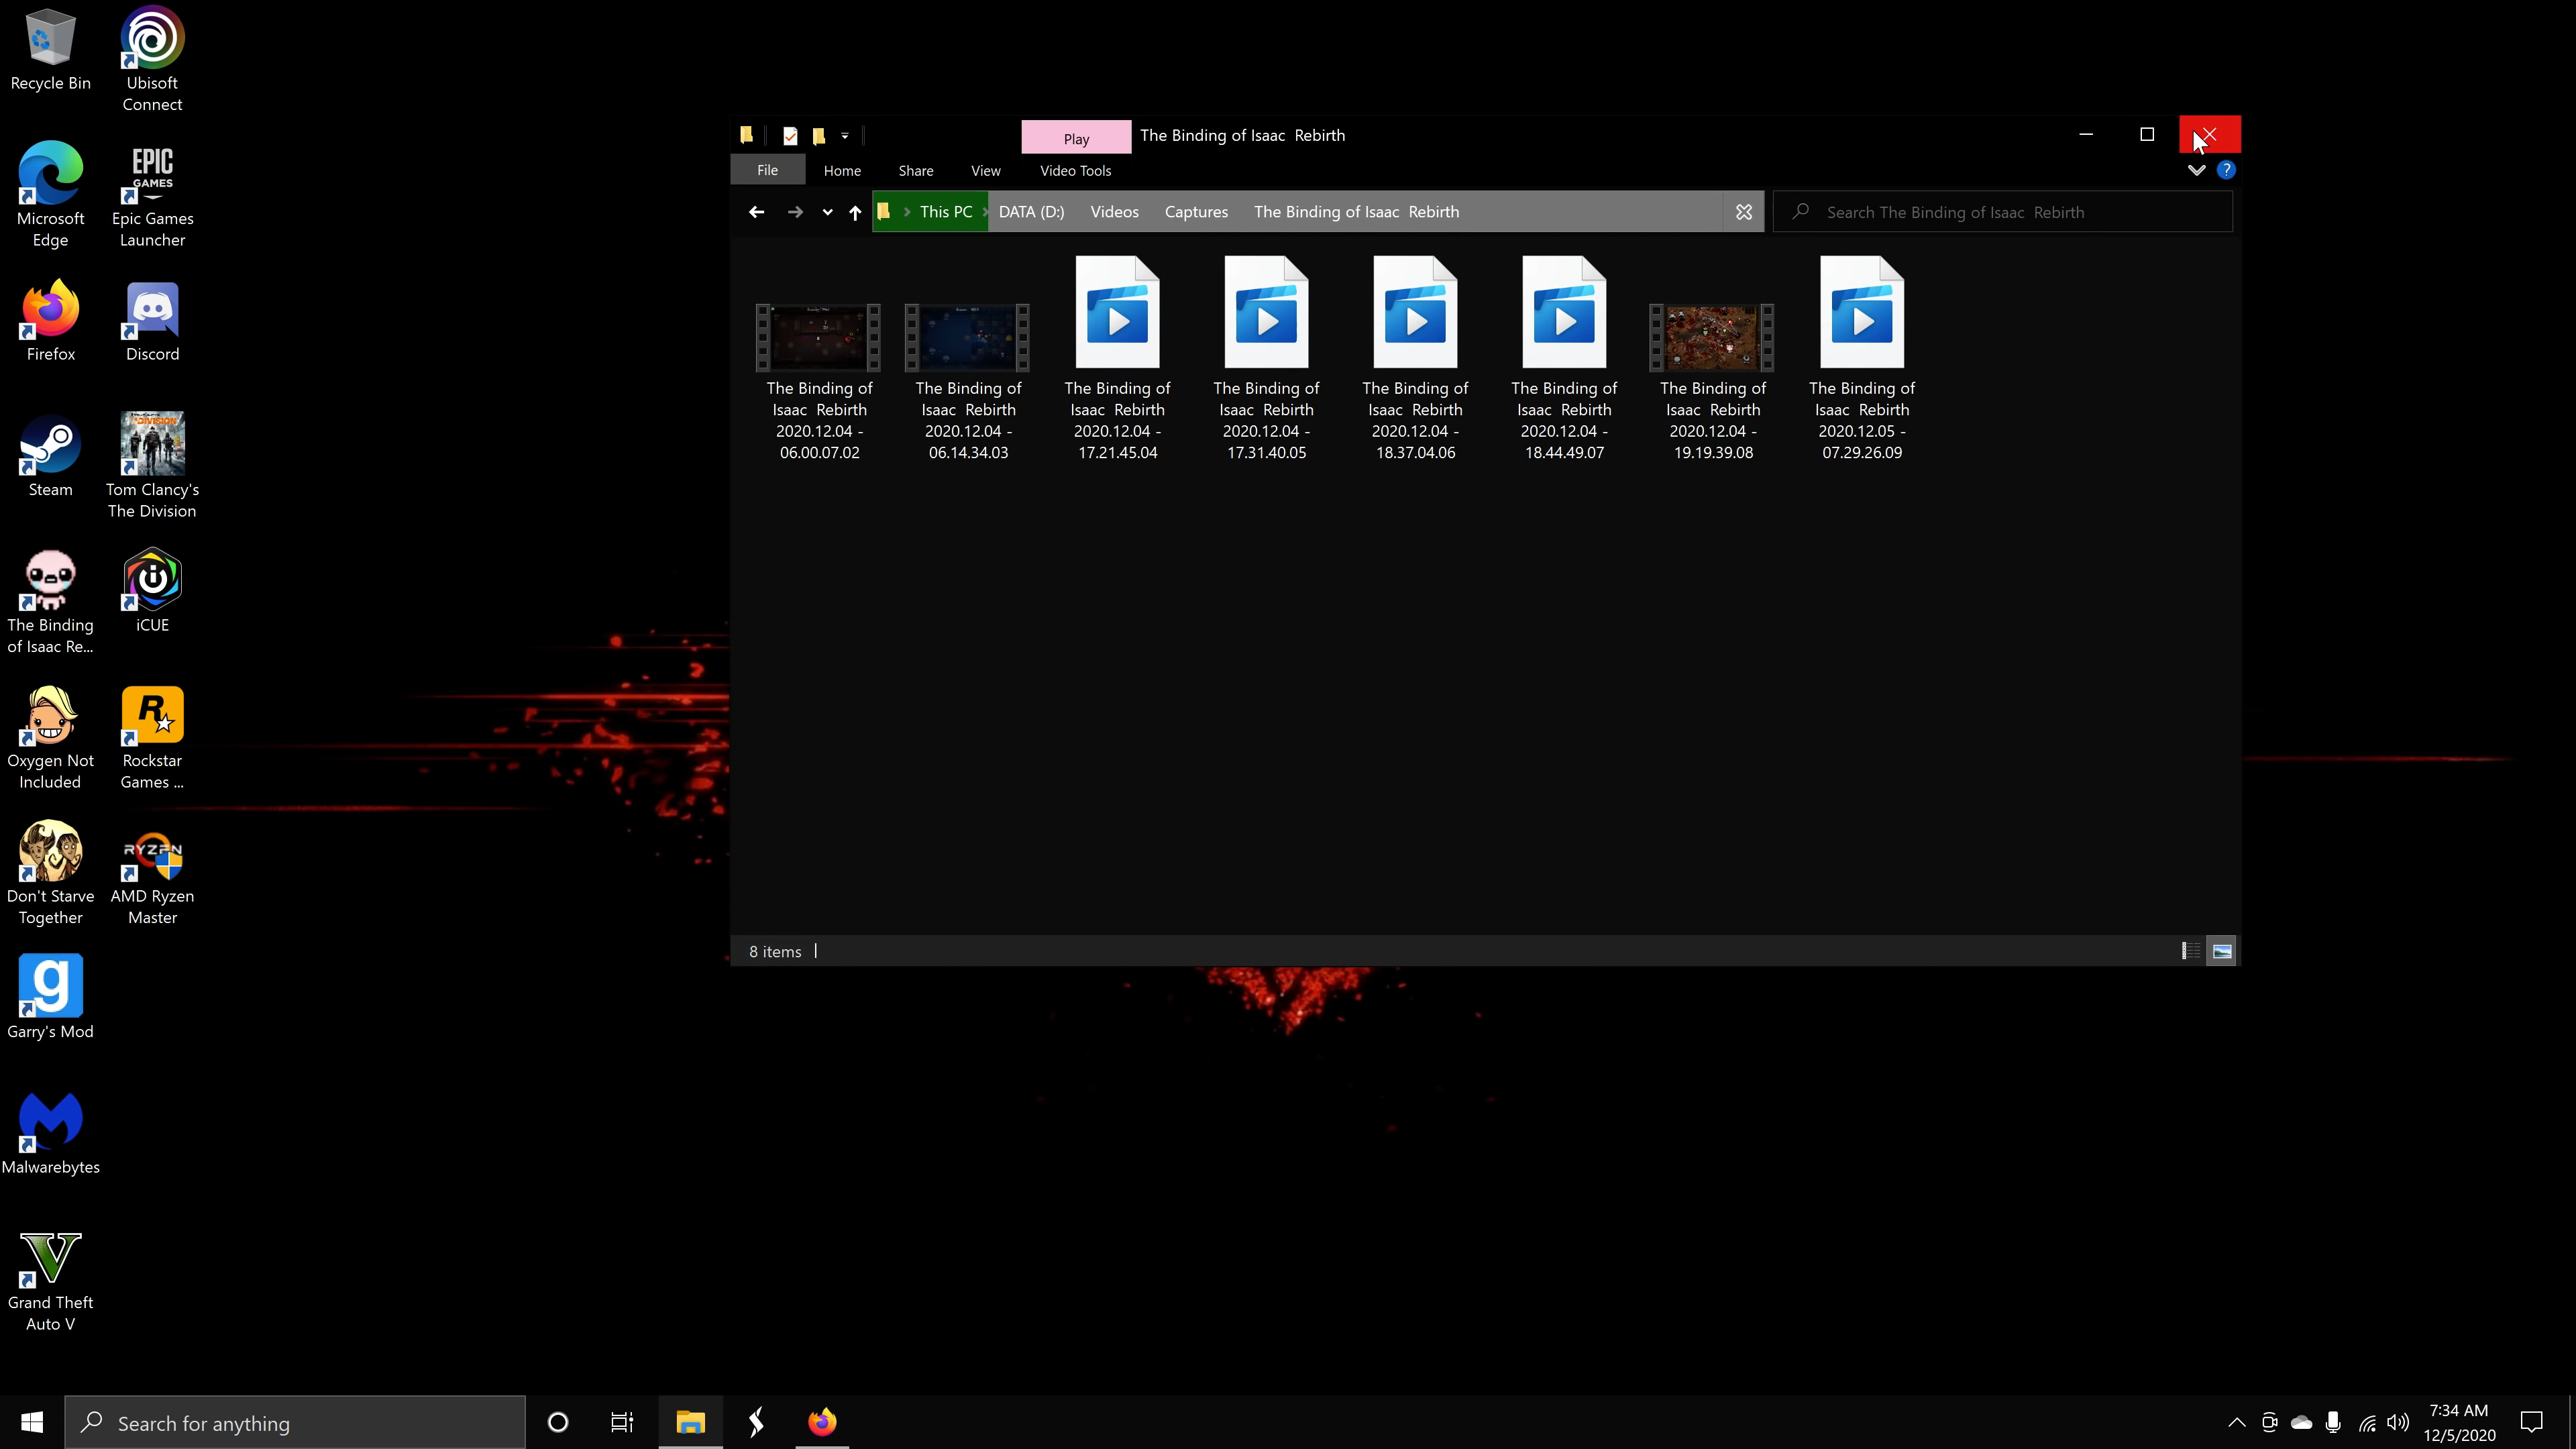 Recycle Bin
Ubisoft
Connect
Microsoft
Edge
EPIC
GAMES
Epic Games
Launcher
Firefox
Discord
Steam
Tom Clancy's
The Division
The Binding
of Isaac Re...
iCUE
Oxygen Not
Included
R
Rockstar
Games ...
Don't Starve
Together
RYZEN
AMD Ryzen
Master
g
Garry's Mod
Malwarebytes
V
Grand Theft
Auto V
Play
The Binding of Isaac  Rebirth
File
Home
Share
View
Video Tools
?
This PC
DATA (D:)
Videos
Captures
The Binding of Isaac  Rebirth
Search The Binding of Isaac  Rebirth
The Binding of
Isaac  Rebirth
2020.12.04 -
06.00.07.02
The Binding of
Isaac  Rebirth
2020.12.04 -
06.14.34.03
The Binding of
Isaac  Rebirth
2020.12.04 -
17.21.45.04
The Binding of
Isaac  Rebirth
2020.12.04 -
17.31.40.05
The Binding of
Isaac  Rebirth
2020.12.04 -
18.37.04.06
The Binding of
Isaac  Rebirth
2020.12.04 -
18.44.49.07
The Binding of
Isaac  Rebirth
2020.12.04 -
19.19.39.08
The Binding of
Isaac  Rebirth
2020.12.05 -
07.29.26.09
8 items
Search for anything
7:34 AM
12/5/2020